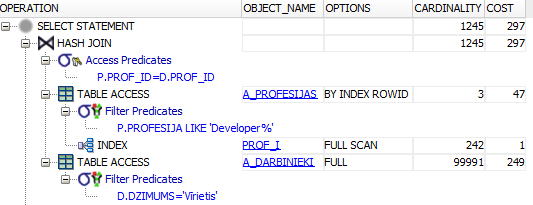 OPERATION OBJECT_NAME OPTIONS CARDINALITY COST
SELECT STATEMENT 1245 297
HASH JOIN 1245 297
Access Predicates
P.PROF_ID=D.PROF_ID
TABLE ACCESS A_PROFESIJAS BY INDEX ROWID 3 47
Filter Predicates
P.PROFESIJA LIKE 'Developer%'
INDEX PROF_I FULL SCAN 242 1
TABLE ACCESS A_DARBINIEKI FULL 99991 249
Filter Predicates
D.DZIMUMS='Vīrietis'